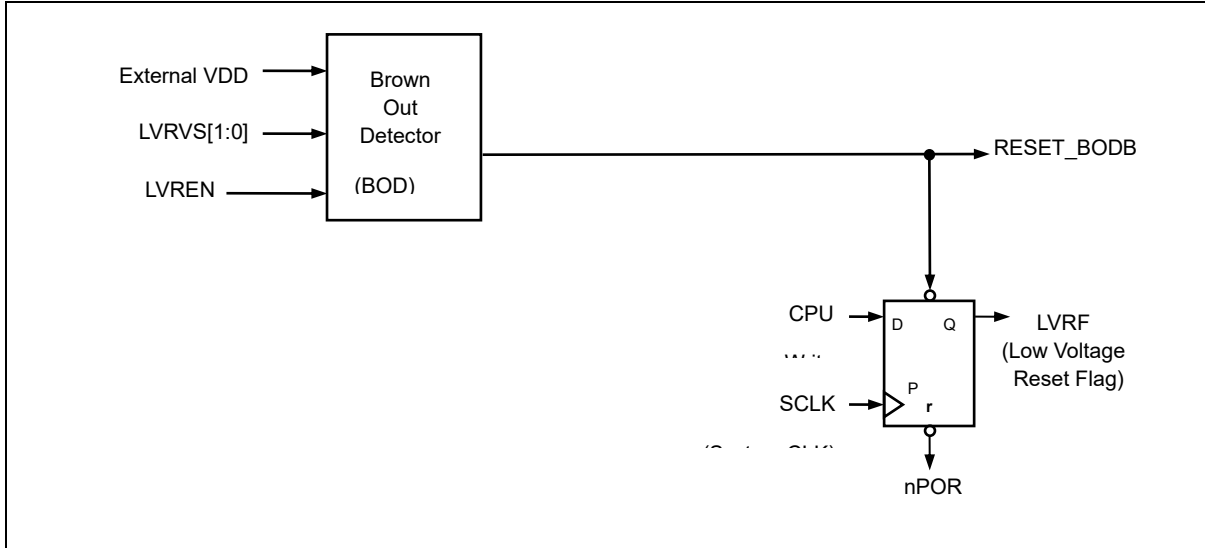 External VDD
LVRVS[1:0]
LVREN
Brown
Out
Detector
(BOD)
RESET_BODB
CPU
SCLK
D
Q
P
r
LVRF
(Low Voltage
Reset Flag)
nPOR